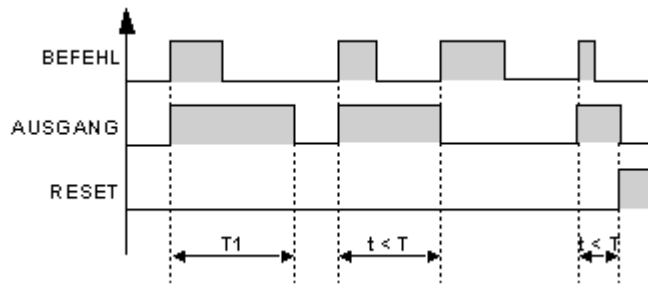 BEFEHL
AUSGANG
RESET
T1
t < T
t < T